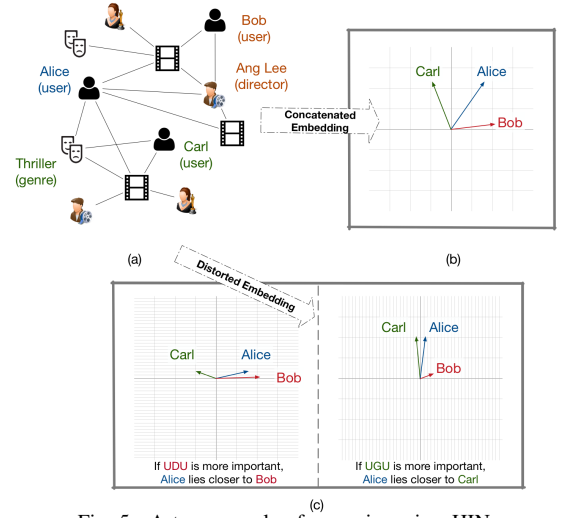 Bob
(user)
Ang Lee
(director)
Alice
(user)
Thriller
(genre)
Carl
(user)
Concatenated
Embedding
Carl
Alice
Bob
(a)
(b)
Distorted Embedding
Carl
Alice
Bob
If UDU is more important,
Alice lies closer to Bob
Carl
Alice
Bob
If UGU is more important,
Alice lies closer to Carl
(c)